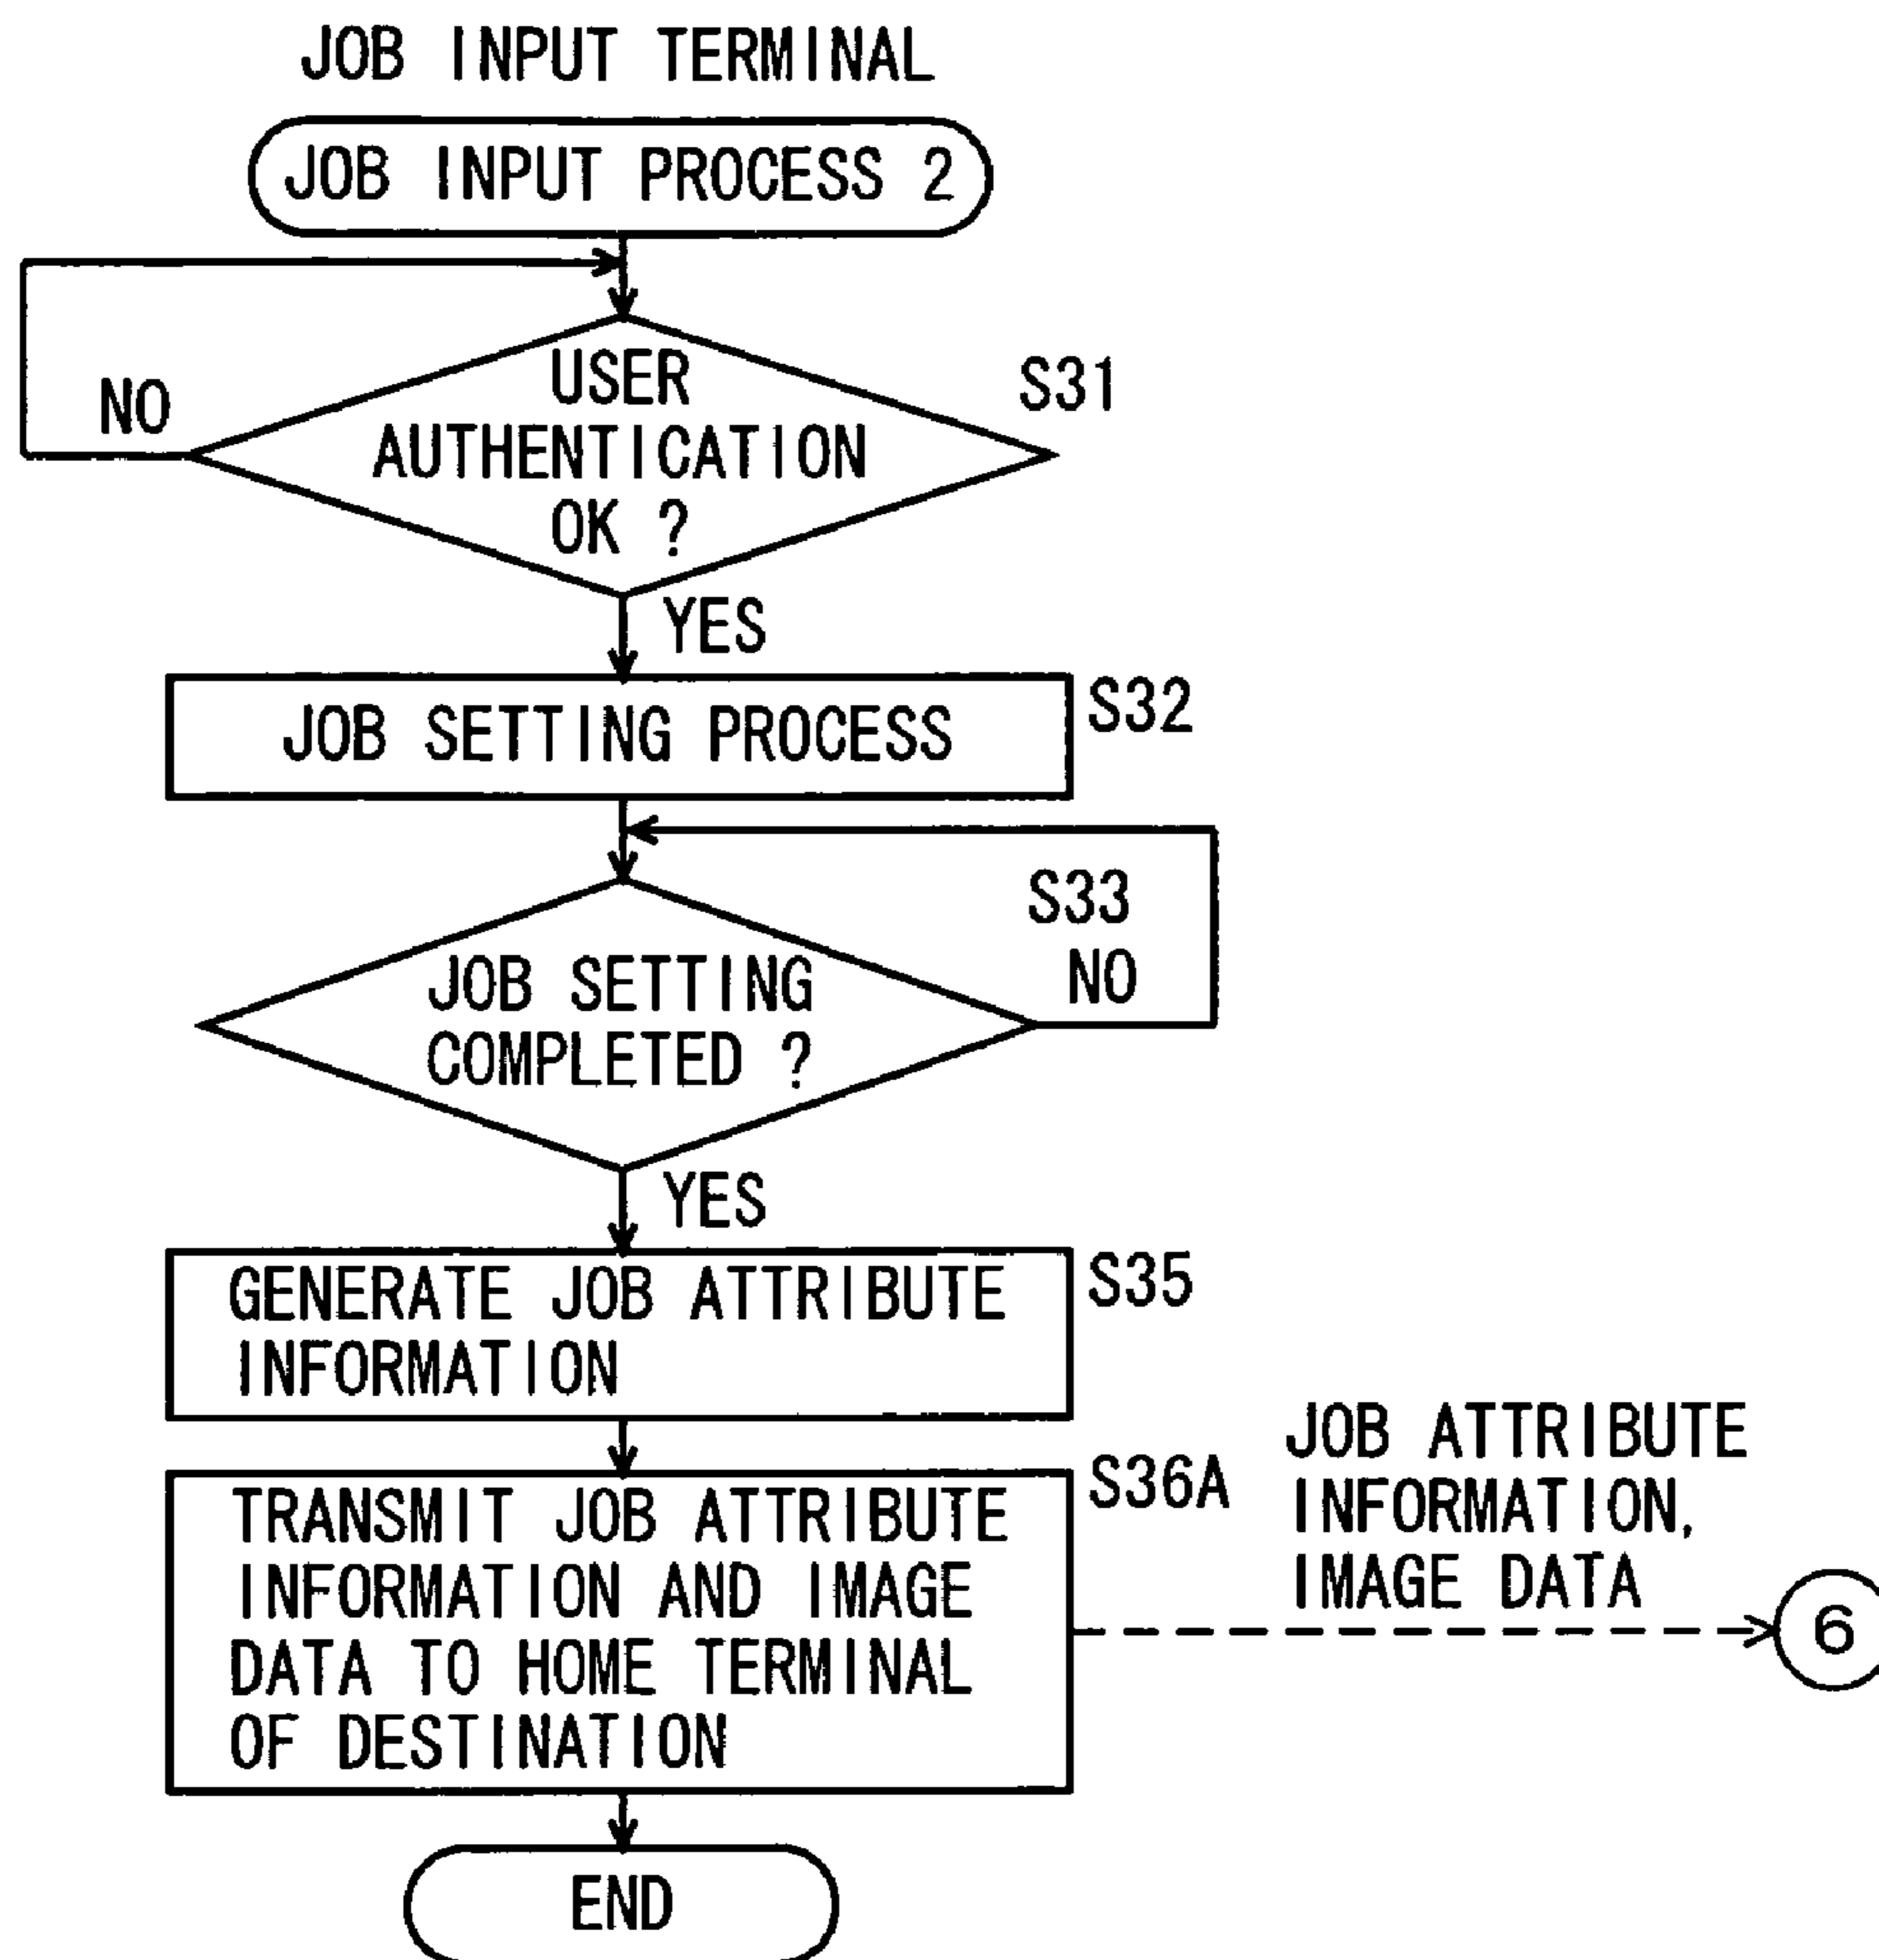 JOB INPUT TERMINAL
JOB INPUT PROCESS 2
NO
USER
AUTHENTICATION
OK ?
S31
YES
JOB SETTING PROCESS
S32
S33
NO
JOB SETTING
COMPLETED ?
YES
GENERATE JOB ATTRIBUTE
INFORMATION
S35
TRANSMIT JOB ATTRIBUTE
INFORMATION AND IMAGE
DATA TO HOME TERMINAL
OF DESTINATION
S36A
JOB ATTRIBUTE
INFORMATION,
IMAGE DATA
6
END